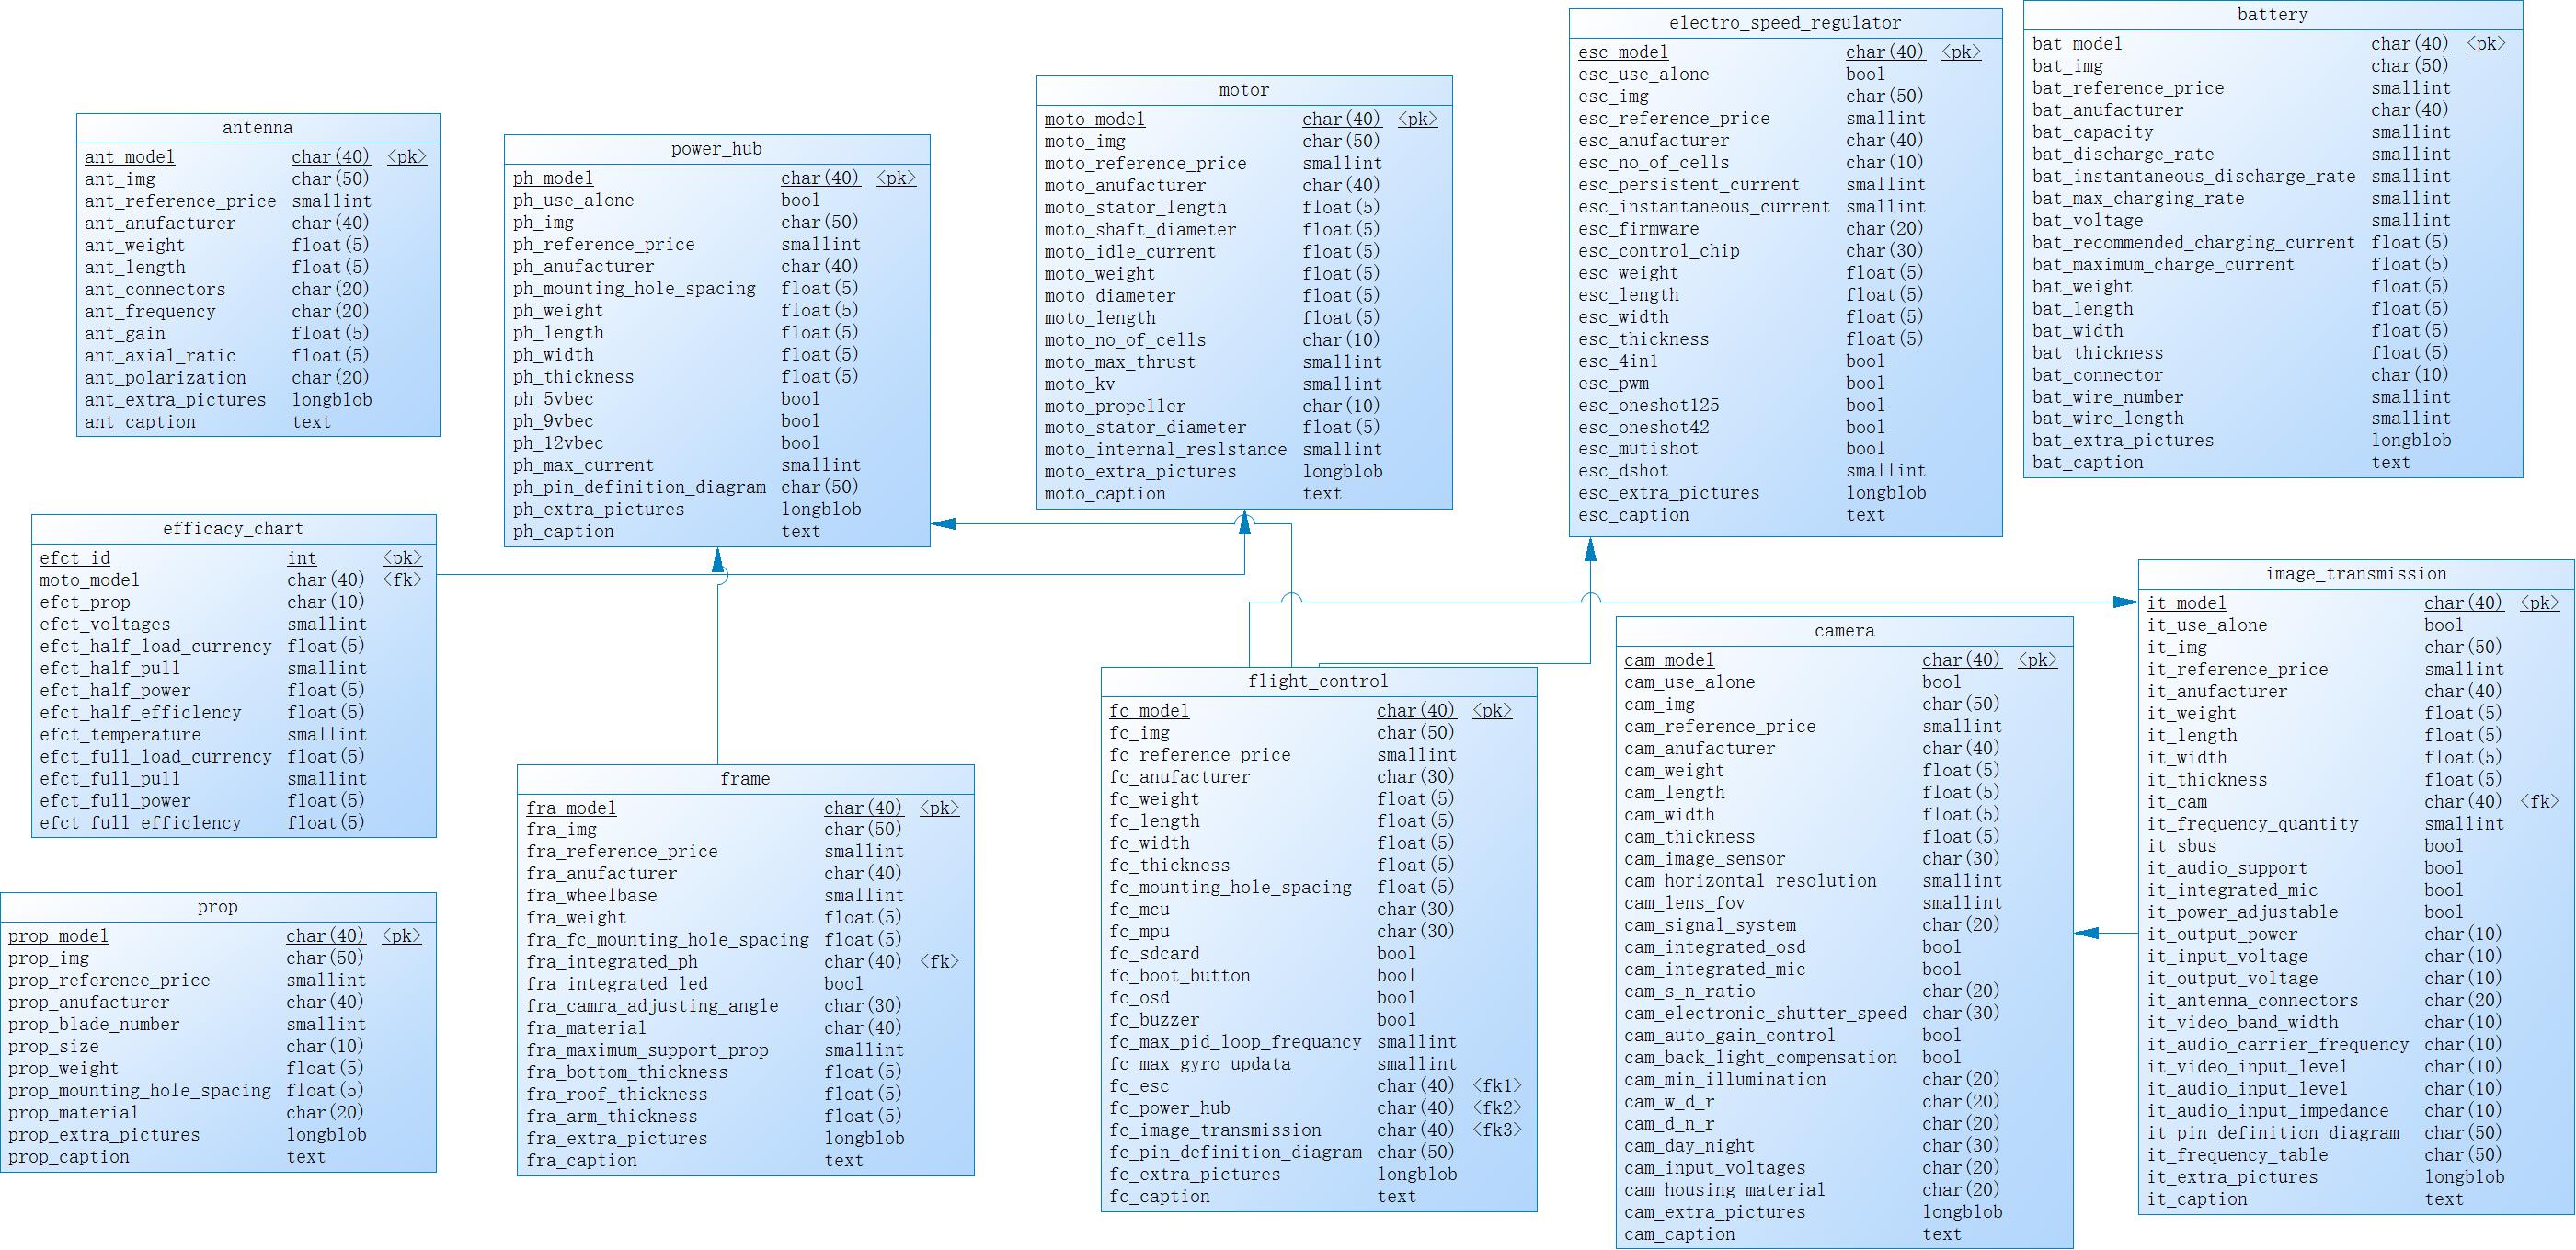 antenna
ant_model char(40) <pk>
ant_img char(50)
ant_reference_price smallint
ant_anufacturer char(40)
ant_weight float(5)
ant_length float(5)
ant_connectors char(20)
ant_frequency char(20)
ant_gain float(5)
ant_axial_ratic float(5)
ant_polarization char(20)
ant_extra_pictures longblob
ant_caption text
power_hub
ph_model char(40) <pk>
ph_use_alone bool
ph_img char(50)
ph_reference_price smallint
ph_anufacturer char(40)
ph_mounting_hole_spacing float(5)
ph_weight float(5)
ph_length float(5)
ph_width float(5)
ph_thickness float(5)
ph_5vbec bool
ph_9vbec bool
ph_12vbec bool
ph_max_current smallint
ph_pin_definition_diagram char(50)
ph_extra_pictures longblob
ph_caption text
motor
moto_model char(40) <pk>
moto_img char(50)
moto_reference_price smallint
moto_anufacturer char(40)
moto_stator_length float(5)
moto_shaft_diameter float(5)
moto_idle_current float(5)
moto_weight float(5)
moto_diameter float(5)
moto_length float(5)
moto_no_of_cells char(10)
moto_max_thrust smallint
moto_kv smallint
moto_propeller char(10)
moto_stator_diameter float(5)
moto_internal_reslstance smallint
moto_extra_pictures longblob
moto_caption text
electro_speed_regulator
esc_model char(40) <pk>
esc_use_alone bool
esc_img char(50)
esc_reference_price smallint
esc_anufacturer char(40)
esc_no_of_cells char(10)
esc_persistent_current smallint
esc_instantaneous_current smallint
esc_firmware char(20)
esc_control_chip char(30)
esc_weight float(5)
esc_length float(5)
esc_width float(5)
esc_thickness float(5)
esc_4in1 bool
esc_pwm bool
esc_oneshot125 bool
esc_oneshot42 bool
esc_mutishot bool
esc_dshot smallint
esc_extra_pictures longblob
esc_caption text
battery
bat_model char(40) <pk>
bat_img char(50)
bat_reference_price smallint
bat_anufacturer char(40)
bat_capacity smallint
bat_discharge_rate smallint
bat_instantaneous_discharge_rate smallint
bat_max_charging_rate smallint
bat_voltage smallint
bat_recommended_charging_current float(5)
bat_maximum_charge_current float(5)
bat_weight float(5)
bat_length float(5)
bat_width float(5)
bat_thickness float(5)
bat_connector char(10)
bat_wire_number smallint
bat_wire_length smallint
bat_extra_pictures longblob
bat_caption text
efficacy_chart
efct_id int <pk>
moto_model char(40) <fk>
efct_prop char(10)
efct_voltages smallint
efct_half_load_currency float(5)
efct_half_pull smallint
efct_half_power float(5)
efct_half_efficlency float(5)
efct_temperature smallint
efct_full_load_currency float(5)
efct_full_pull smallint
efct_full_power float(5)
efct_full_efficlency float(5)
prop
prop_model char(40) <pk>
prop_img char(50)
prop_reference_price smallint
prop_anufacturer char(40)
prop_blade_number smallint
prop_size char(10)
prop_weight float(5)
prop_mounting_hole_spacing float(5)
prop_material char(20)
prop_extra_pictures longblob
prop_caption text
frame
fra_model char(40) <pk>
fra_img char(50)
fra_reference_price smallint
fra_anufacturer char(40)
fra_wheelbase smallint
fra_weight float(5)
fra_fc_mounting_hole_spacing float(5)
fra_integrated_ph char(40) <fk>
fra_integrated_led bool
fra_camra_adjusting_angle char(30)
fra_material char(40)
fra_maximum_support_prop smallint
fra_bottom_thickness float(5)
fra_roof_thickness float(5)
fra_arm_thickness float(5)
fra_extra_pictures longblob
fra_caption text
flight_control
fc_model char(40) <pk>
fc_img char(50)
fc_reference_price smallint
fc_anufacturer char(30)
fc_weight float(5)
fc_length float(5)
fc_width float(5)
fc_thickness float(5)
fc_mounting_hole_spacing float(5)
fc_mcu char(30)
fc_mpu char(30)
fc_sdcard bool
fc_boot_button bool
fc_osd bool
fc_buzzer bool
fc_max_pid_loop_frequancy smallint
fc_max_gyro_updata smallint
fc_esc char(40) <fk1>
fc_power_hub char(40) <fk2>
fc_image_transmission char(40) <fk3>
fc_pin_definition_diagram char(50)
fc_extra_pictures longblob
fc_caption text
camera
cam_model char(40) <pk>
cam_use_alone bool
cam_img char(50)
cam_reference_price smallint
cam_anufacturer char(40)
cam_weight float(5)
cam_length float(5)
cam_width float(5)
cam_thickness float(5)
cam_image_sensor char(30)
cam_horizontal_resolution smallint
cam_lens_fov smallint
cam_signal_system char(20)
cam_integrated_osd bool
cam_integrated_mic bool
cam_s_n_ratio char(20)
cam_electronic_shutter_speed char(30)
cam_auto_gain_control bool
cam_back_light_compensation bool
cam_min_illumination char(20)
cam_w_d_r char(20)
cam_d_n_r char(20)
cam_day_night char(30)
cam_input_voltages char(20)
cam_housing_material char(20)
cam_extra_pictures longblob
cam_caption text
image_transmission
it_model char(40) <pk>
it_use_alone bool
it_img char(50)
it_reference_price smallint
it_anufacturer char(40)
it_weight float(5)
it_length float(5)
it_width float(5)
it_thickness float(5)
it_cam char(40) <fk>
it_frequency_quantity smallint
it_sbus bool
it_audio_support bool
it_integrated_mic bool
it_power_adjustable bool
it_output_power char(10)
it_input_voltage char(10)
it_output_voltage char(10)
it_antenna_connectors char(20)
it_video_band_width char(10)
it_audio_carrier_frequency char(10)
it_video_input_level char(10)
it_audio_input_level char(10)
it_audio_input_impedance char(10)
it_pin_definition_diagram char(50)
it_frequency_table char(50)
it_extra_pictures longblob
it_caption text